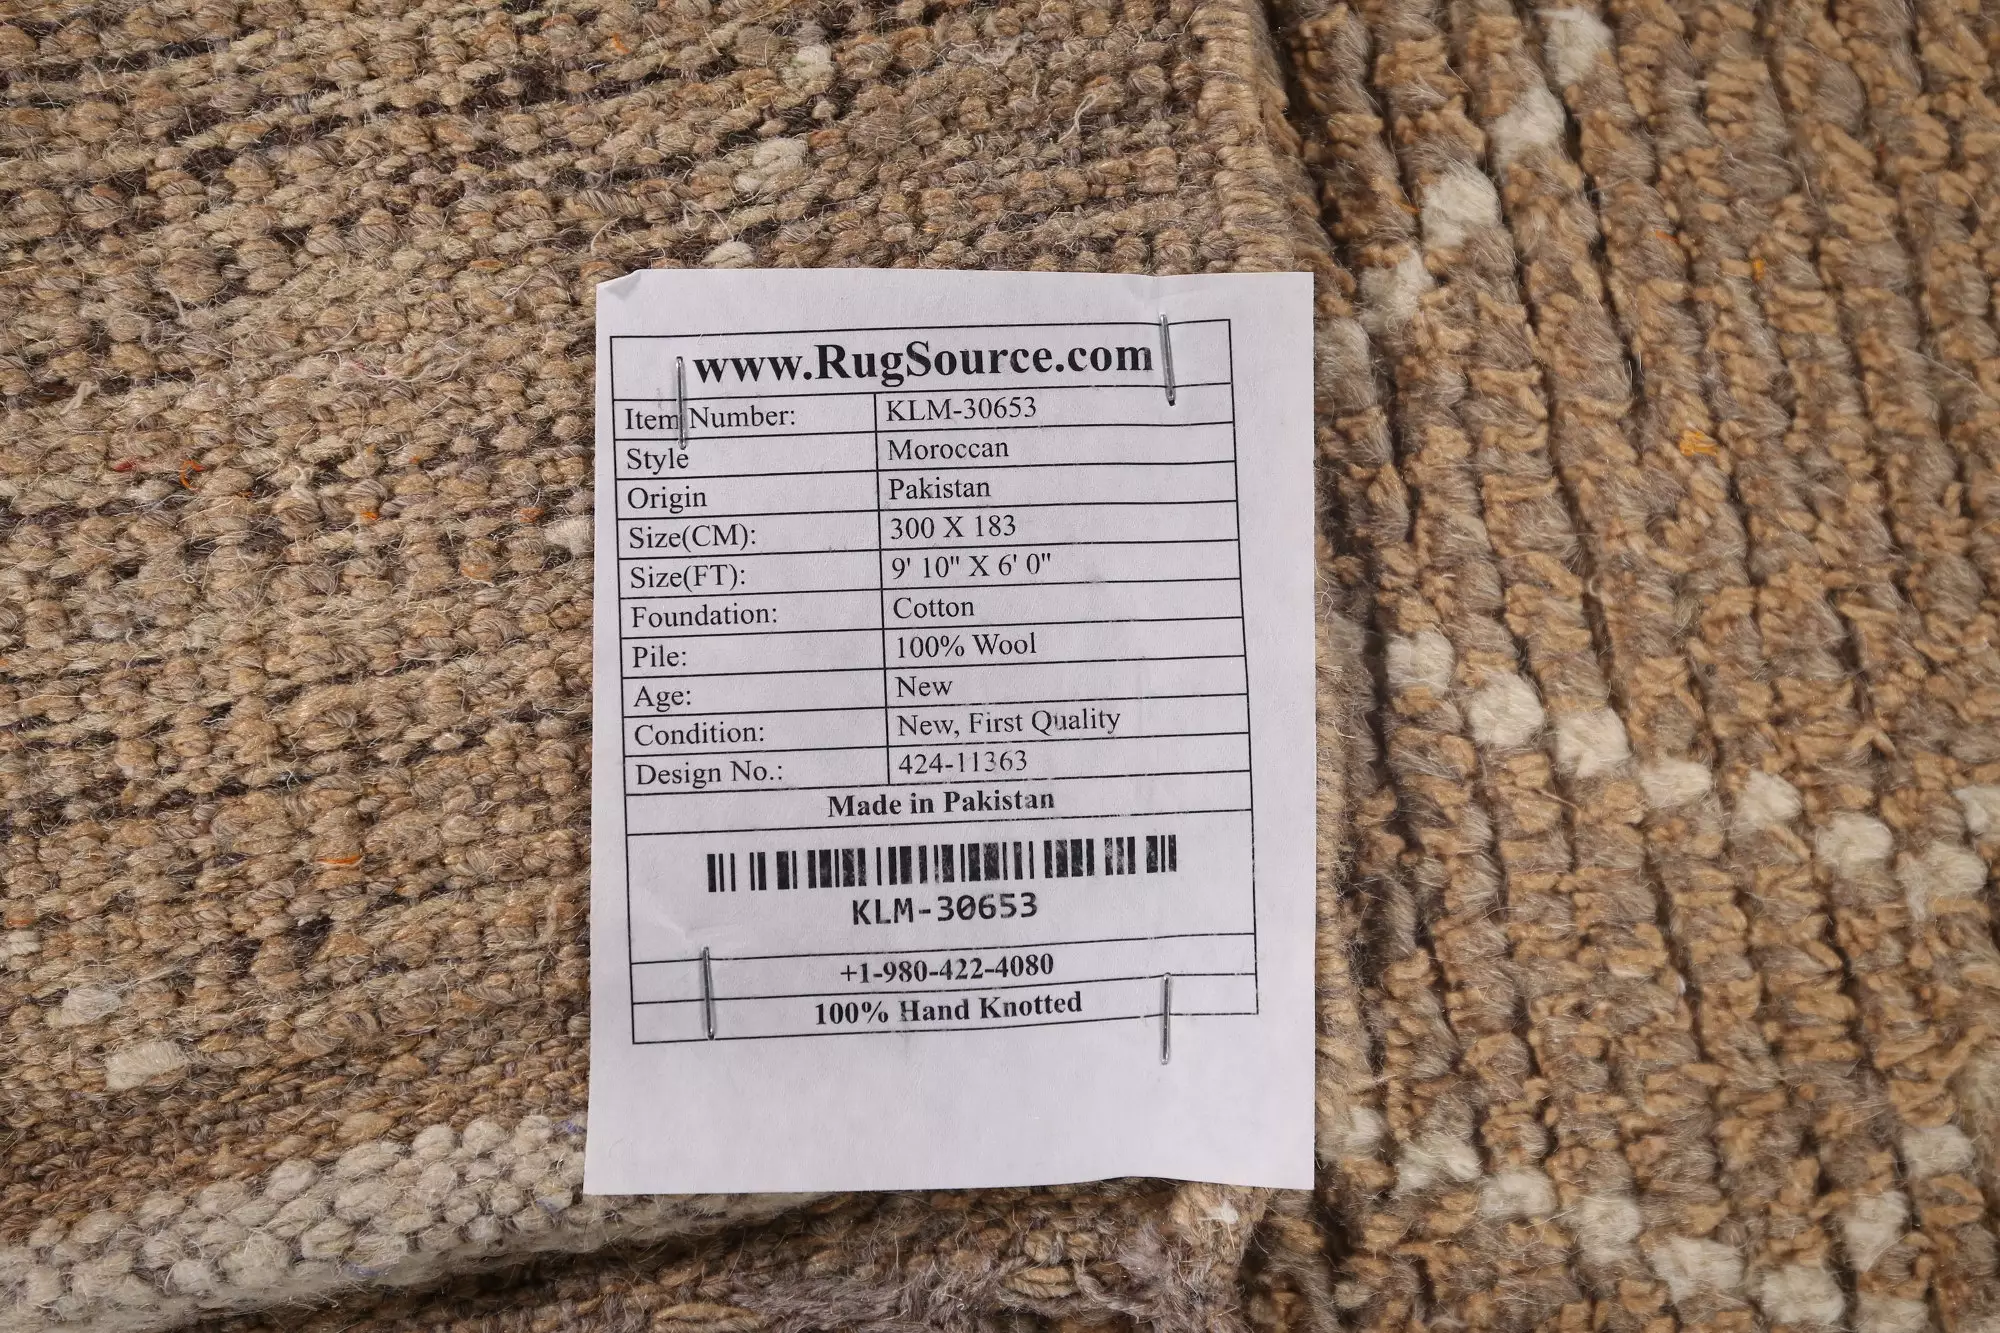 www.RugSource.com
Item Number: KLM-30653
Style Moroccan
Origin Pakistan
Size(CM): 300 X 183
Size(FT): 9' 10" X 6' 0"
Foundation: Cotton
Pile: 100% Wool
Age: New
Condition: New, First Quality
Design No.: 424-11363
Made in Pakistan
KLM-30653
+1-980-422-4080
100% Hand Knotted